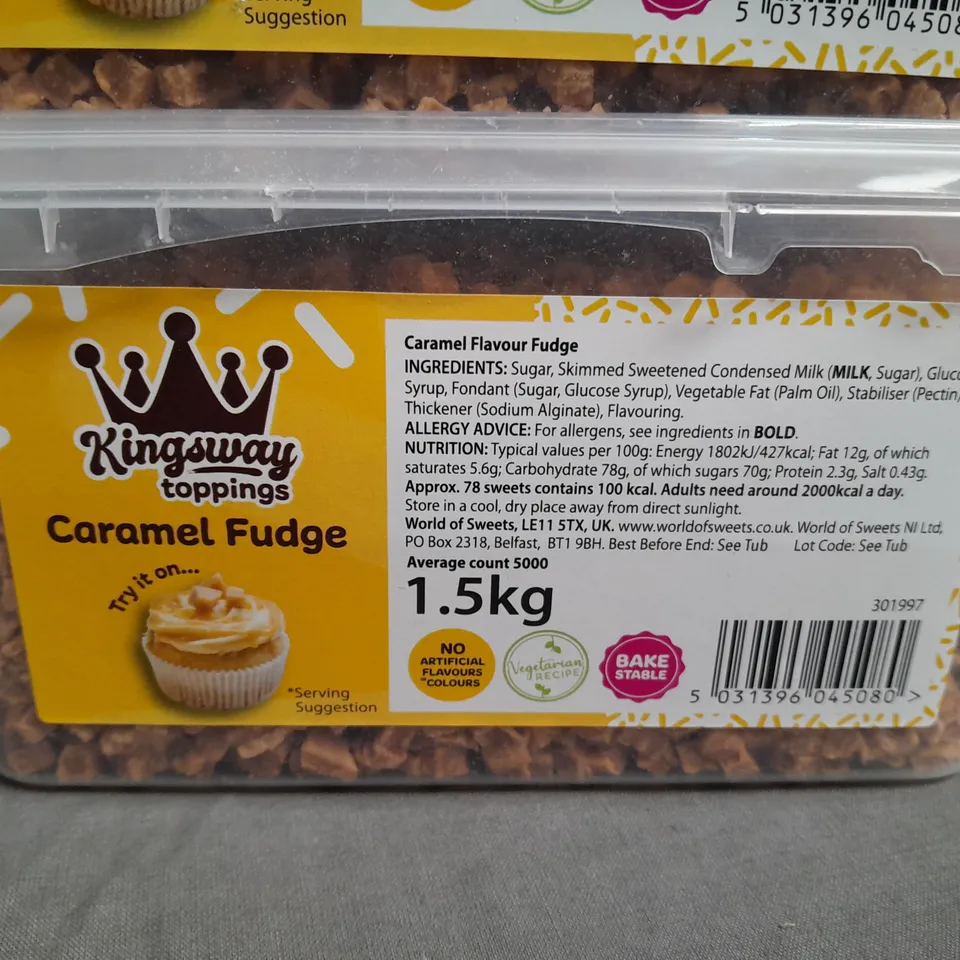 Suggestion
5 031396 04508
Kingsway
toppings
Caramel Fudge
Try it on...
*Serving
Suggestion
Caramel Flavour Fudge
INGREDIENTS: Sugar, Skimmed Sweetened Condensed Milk (MILK, Sugar), Gluc
Syrup, Fondant (Sugar, Glucose Syrup), Vegetable Fat (Palm Oil), Stabiliser (Pectin)
Thickener (Sodium Alginate), Flavouring.
ALLERGY ADVICE: For allergens, see ingredients in BOLD.
NUTRITION: Typical values per 100g: Energy 1802kJ/427kcal; Fat 12g, of which
saturates 5.6g; Carbohydrate 78g, of which sugars 70g; Protein 2.3g, Salt 0.43g.
Approx. 78 sweets contains 100 kcal. Adults need around 2000kcal a day.
Store in a cool, dry place away from direct sunlight.
World of Sweets, LE11 5TX, UK. www.worldofsweets.co.uk. World of Sweets NI Ltd,
PO Box 2318, Belfast, BT1 9BH. Best Before End: See Tub Lot Code: See Tub
Average count 5000
1.5kg
301997
NO
ARTIFICIAL
FLAVOURS
COLOURS
Vegetarian
RECIPE
BAKE
STABLE
5 031396 045080 >